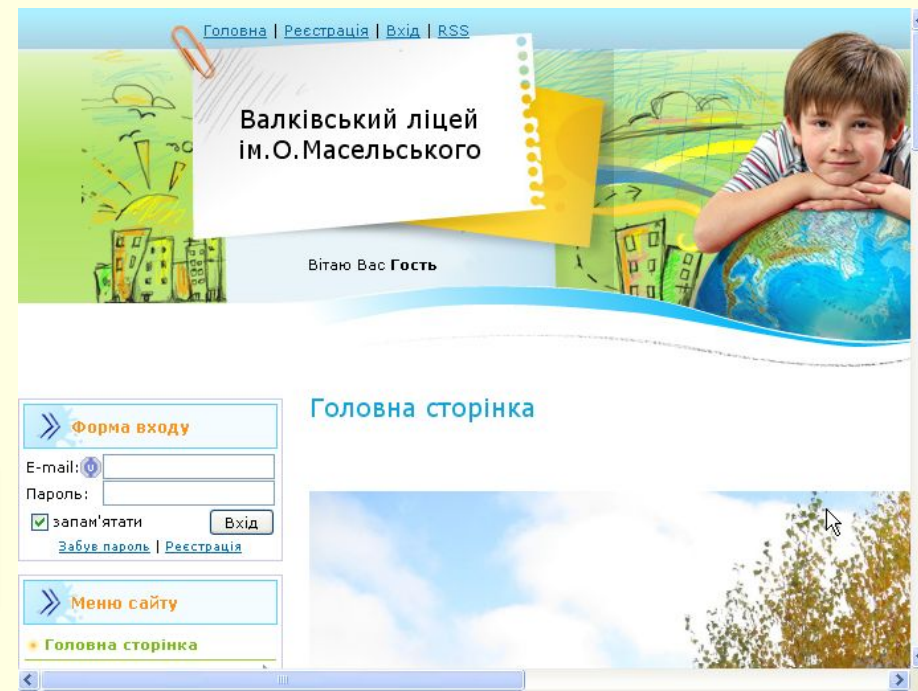 Головна | Реєстрація | Вхід | RSS
Валківський ліцей
ім.О.Масельського
Вітаю Вас Гость
Головна сторінка
Форма входу
E-mail:
Пароль:
запам'ятати
Вхід
Забув пароль | Реєстрація
Меню сайту
Головна сторінка